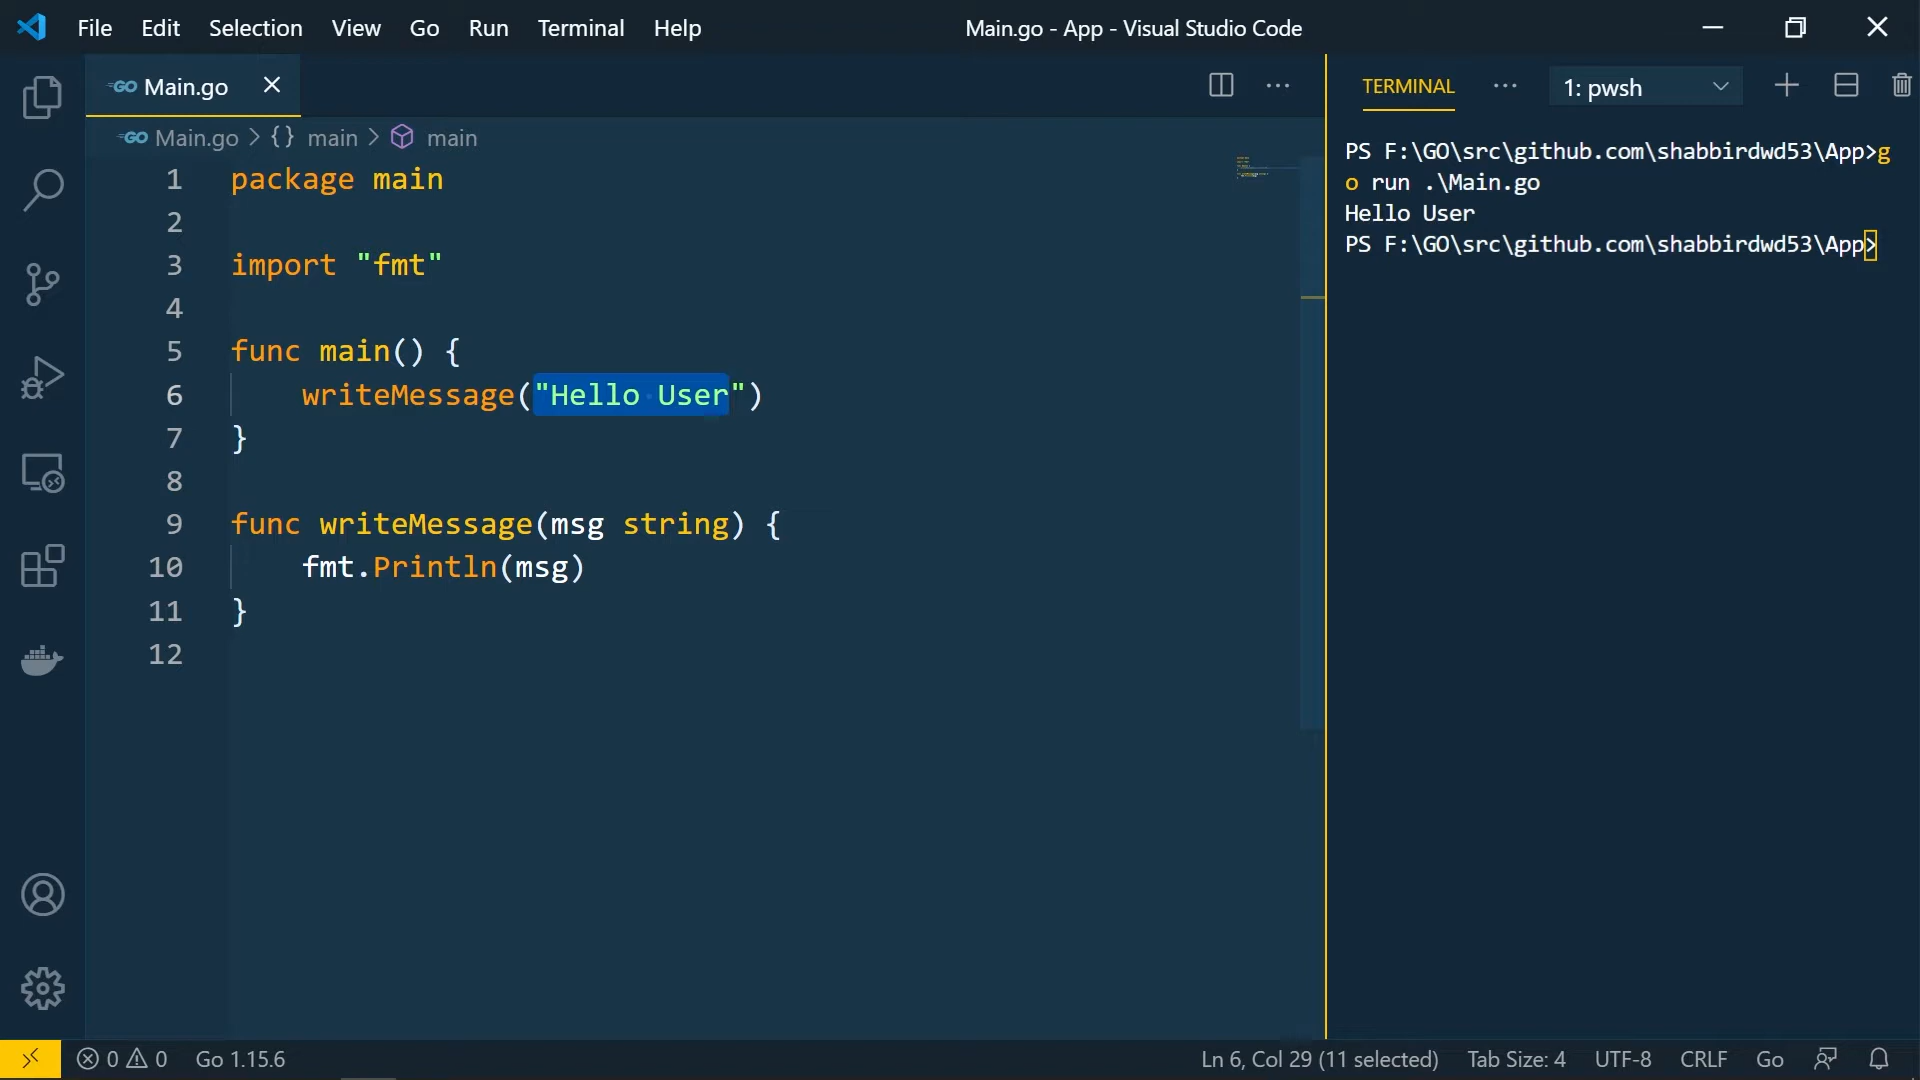 File Edit Selection View Go Run Terminal Help Main.go - App - Visual Studio Code
GO Main.go
GO Main.go > {} main > main
1 package main
2
3 import "fmt"
4
5 func main() {
6 writeMessage("Hello User")
7 }
8
9 func writeMessage(msg string) {
10 fmt.Println(msg)
11 }
12
TERMINAL ··· 1: pwsh
PS F:\GO\src\github.com\shabbirdwd53\App>g
o run .\Main.go
Hello User
PS F:\GO\src\github.com\shabbirdwd53\App>
0 0 Go 1.15.6 Ln 6, Col 29 (11 selected) Tab Size: 4 UTF-8 CRLF Go